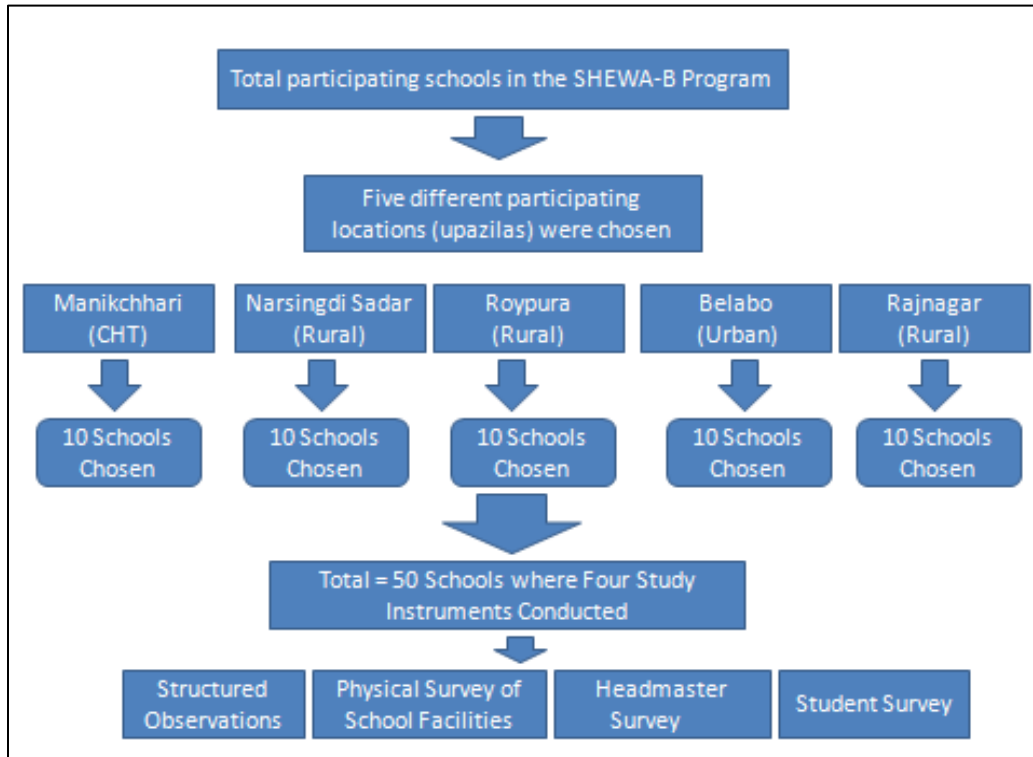 Total participating schools in the SHEWA-B Program
Five different participating
locations (upazilas) were chosen
Manikchhari
(CHT)
Narsingdi Sadar
(Rural)
Roypura
(Rural)
Belabo
(Urban)
Rajnagar
(Rural)
10 Schools
Chosen
10 Schools
Chosen
10 Schools
Chosen
10 Schools
Chosen
10 Schools
Chosen
Total = 50 Schools where Four Study
Instruments Conducted
Structured
Observations
Physical Survey of
School Facilities
Headmaster
Survey
Student Survey